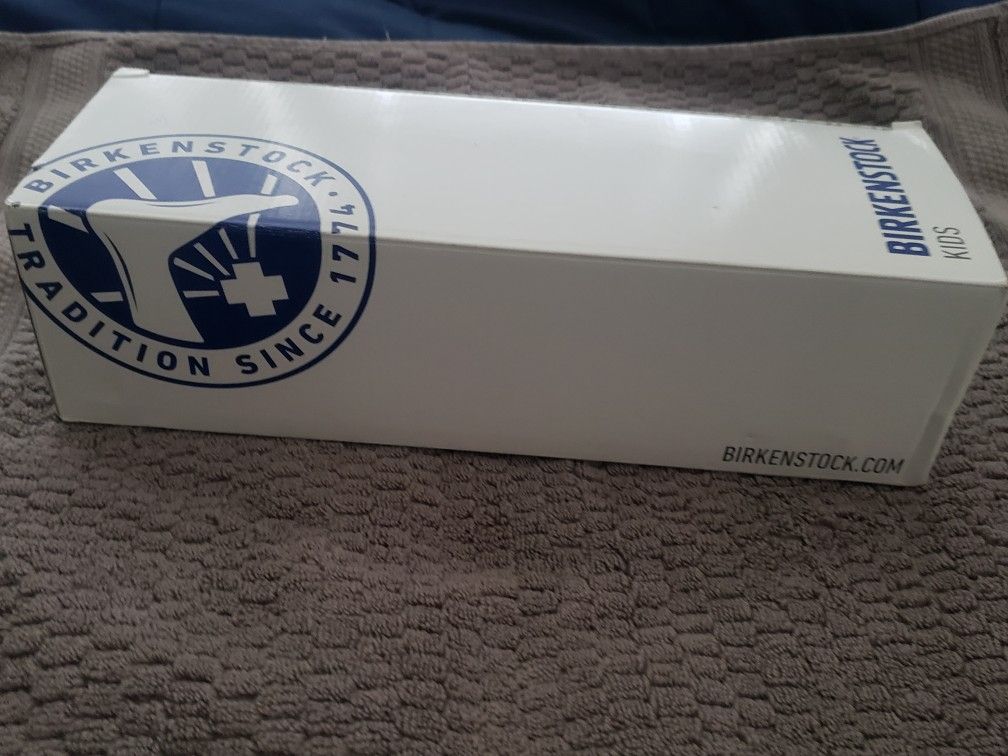 BIRKENSTOCK •
TRADITION SINCE 1774
BIRKENSTOCK
KIDS
BIRKENSTOCK.COM